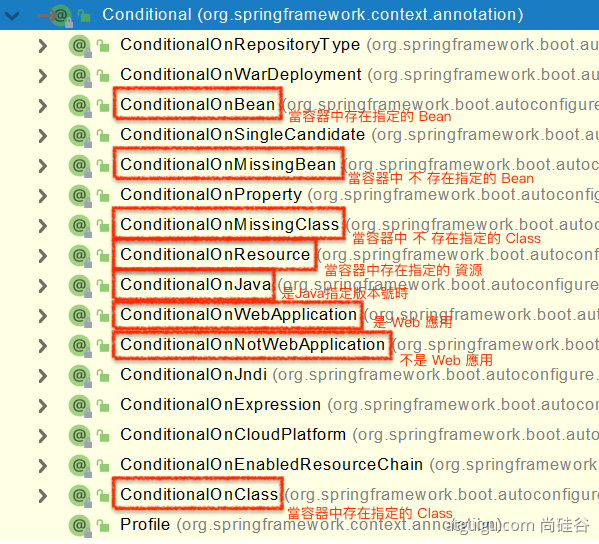 Conditional (org.springframework.context.annotation)
ConditionalOnRepositoryType (org.springframework.boot.aut
ConditionalOnWarDeployment (org.springframework.boot.aut
ConditionalOnBean (org.springframework.boot.autoconfigure
當容器中存在指定的 Bean
ConditionalOnSingleCandidate (org.springframework.boot.aut
ConditionalOnMissingBean (org.springframework.boot.autoc
當容器中 不 存在指定的 Bean
ConditionalOnProperty (org.springframework.boot.autoconfig
ConditionalOnMissingClass (org.springframework.boot.autoc
當容器中 不 存在指定的 Class
ConditionalOnResource (org.springframework.boot.autoconfi
當容器中存在指定的 資源
ConditionalOnJava (org.springframework.boot.autoconfigure.
是Java指定版本號時
ConditionalOnWebApplication (org.springframework.boot.aut
是 Web 應用
ConditionalOnNotWebApplication (org.springframework.boot
不是 Web 應用
ConditionalOnJndi (org.springframework.boot.autoconfigure.
ConditionalOnExpression (org.springframework.boot.autocon
ConditionalOnCloudPlatform (org.springframework.boot.auto
ConditionalOnEnabledResourceChain (org.springframework.b
ConditionalOnClass (org.springframework.boot.autoconfigure
當容器中存在指定的 Class
Profile (org.springframework.context.annotation)
atguigu.com 尚硅谷